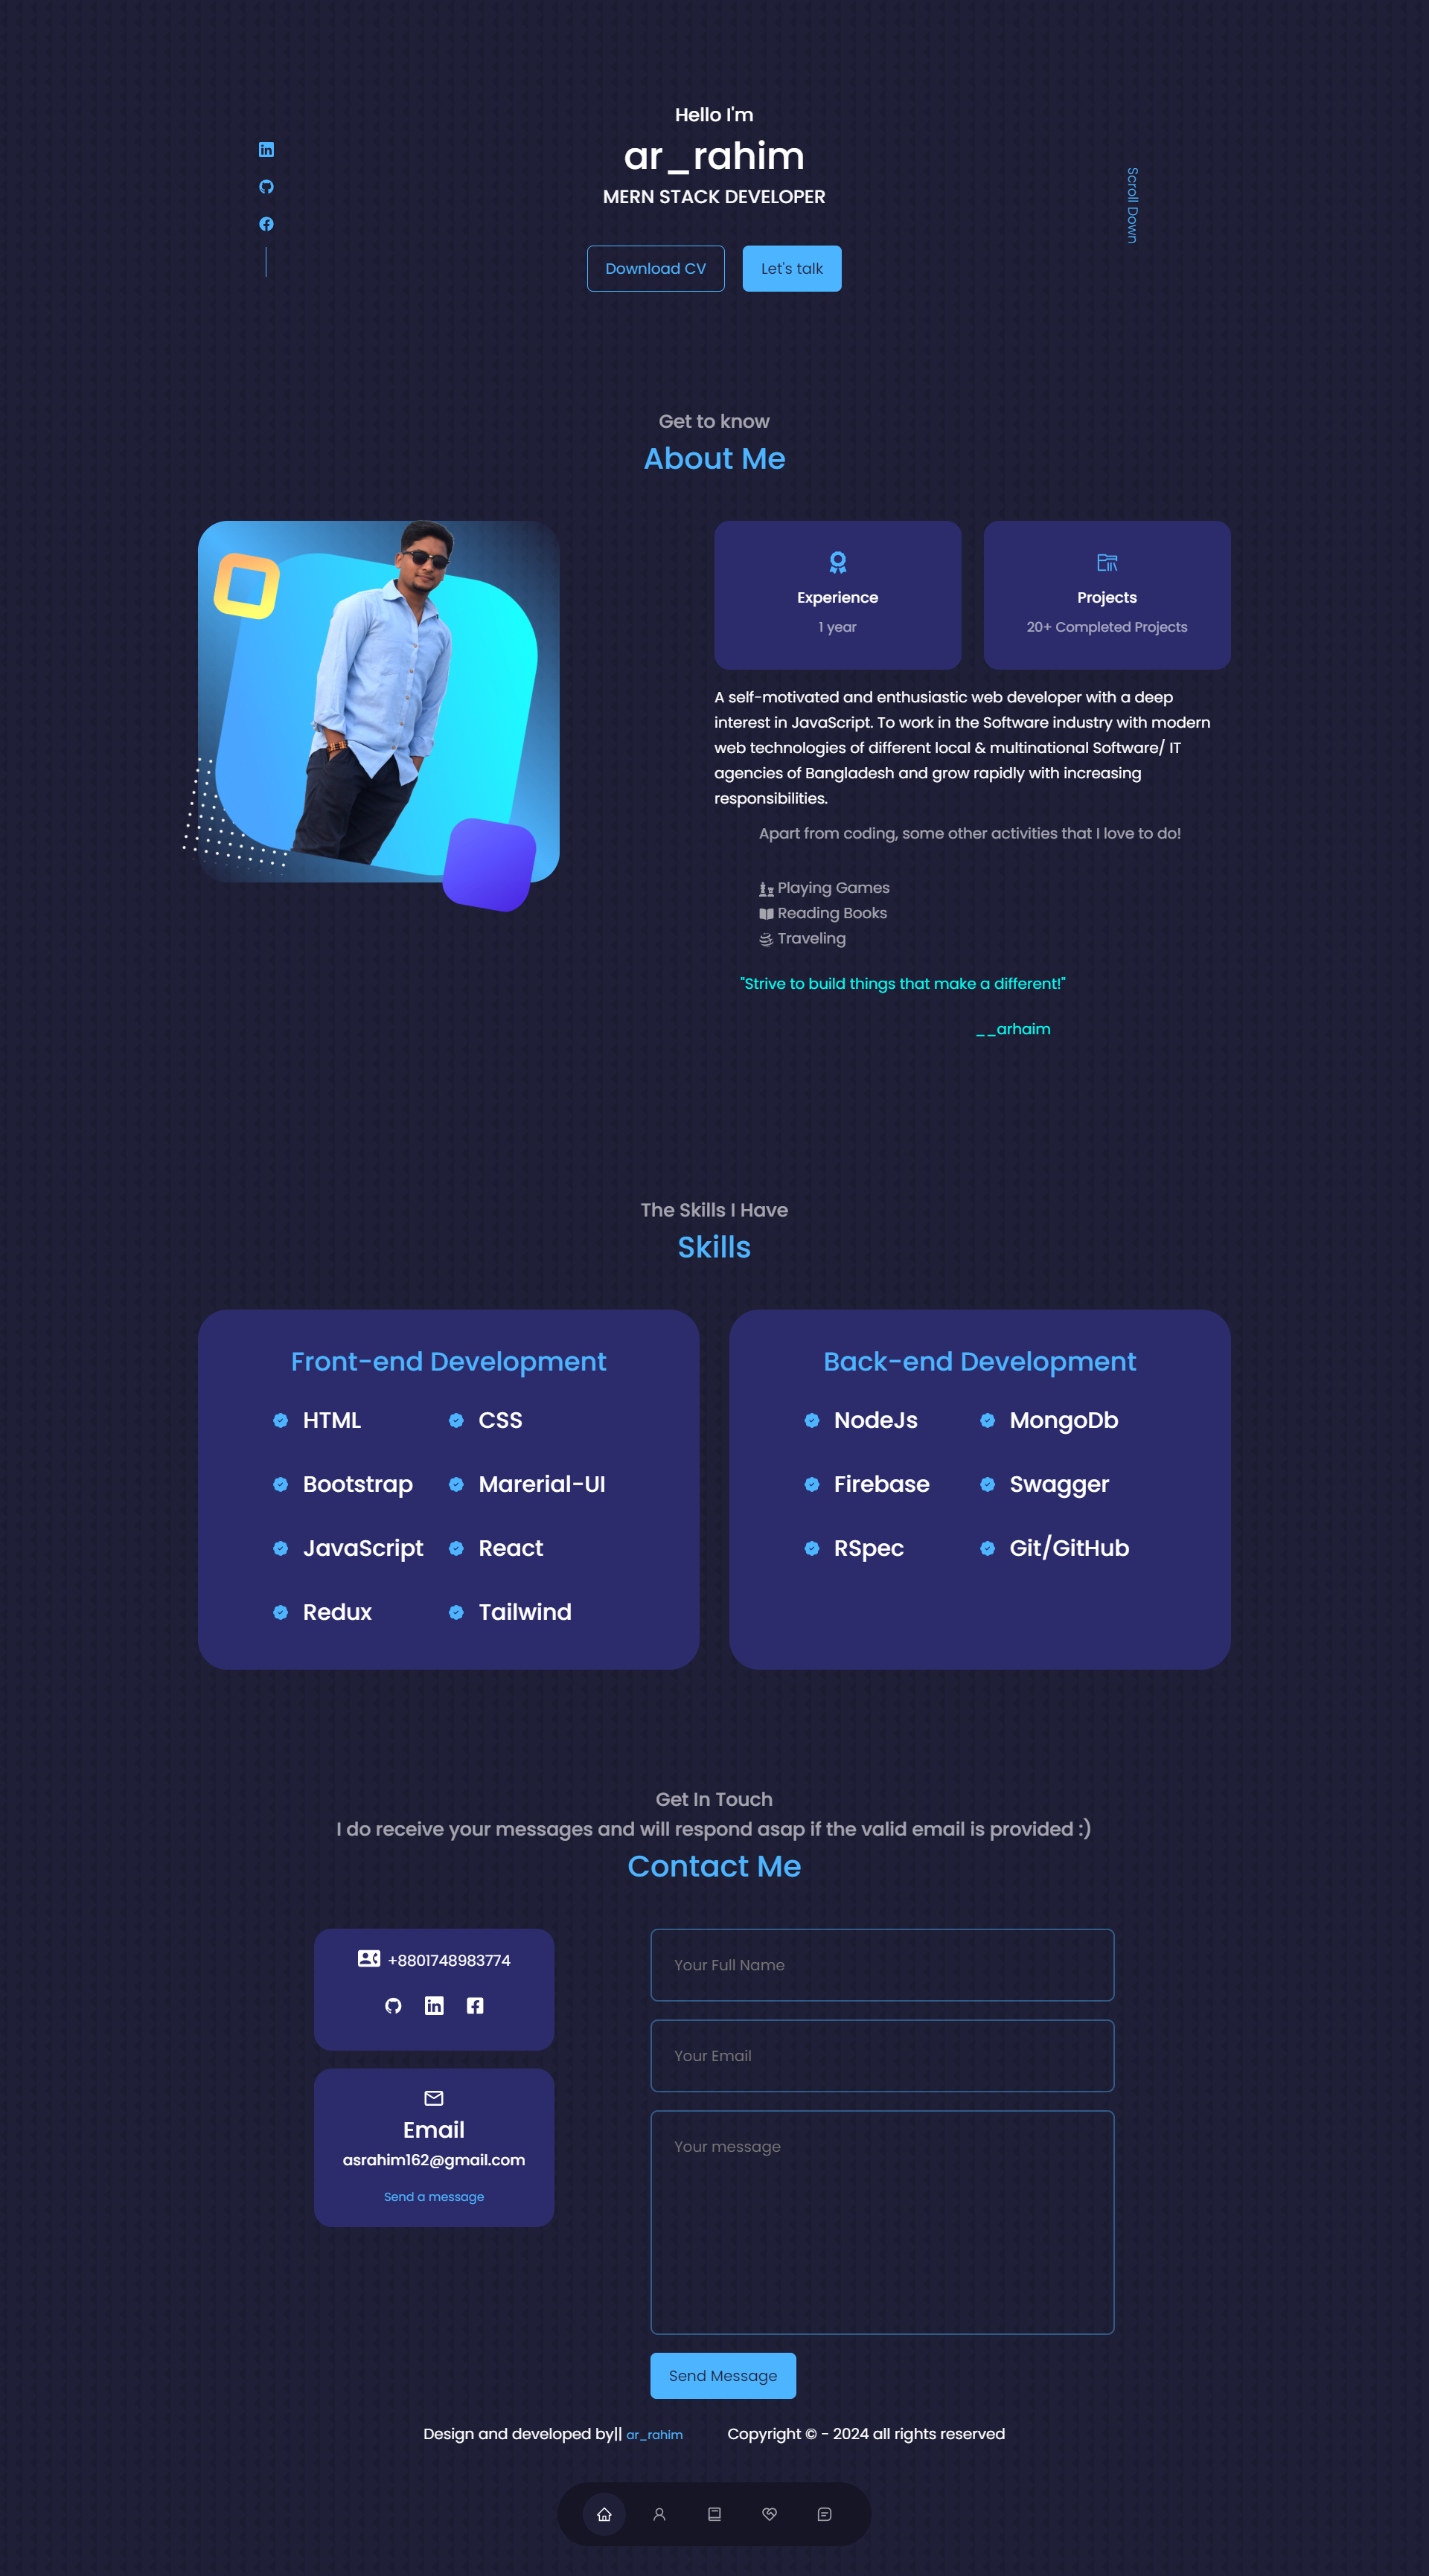 Hello I'm
ar_rahim
MERN STACK DEVELOPER
Download CV
Let's talk
Scroll Down
Get to know
About Me
Experience
1 year
Projects
20+ Completed Projects
A self-motivated and enthusiastic web developer with a deep
interest in JavaScript. To work in the Software industry with modern
web technologies of different local & multinational Software/ IT
agencies of Bangladesh and grow rapidly with increasing
responsibilities.
Apart from coding, some other activities that I love to do!
Playing Games
Reading Books
Traveling
"Strive to build things that make a different!"
__arhaim
The Skills I Have
Skills
Front-end Development
HTML
CSS
Bootstrap
Marerial-UI
JavaScript
React
Redux
Tailwind
Back-end Development
NodeJs
MongoDb
Firebase
Swagger
RSpec
Git/GitHub
Get In Touch
I do receive your messages and will respond asap if the valid email is provided :)
Contact Me
+8801748983774
Email
asrahim162@gmail.com
Send a message
Your Full Name
Your Email
Your message
Send Message
Design and developed by|| ar_rahim
Copyright © - 2024 all rights reserved